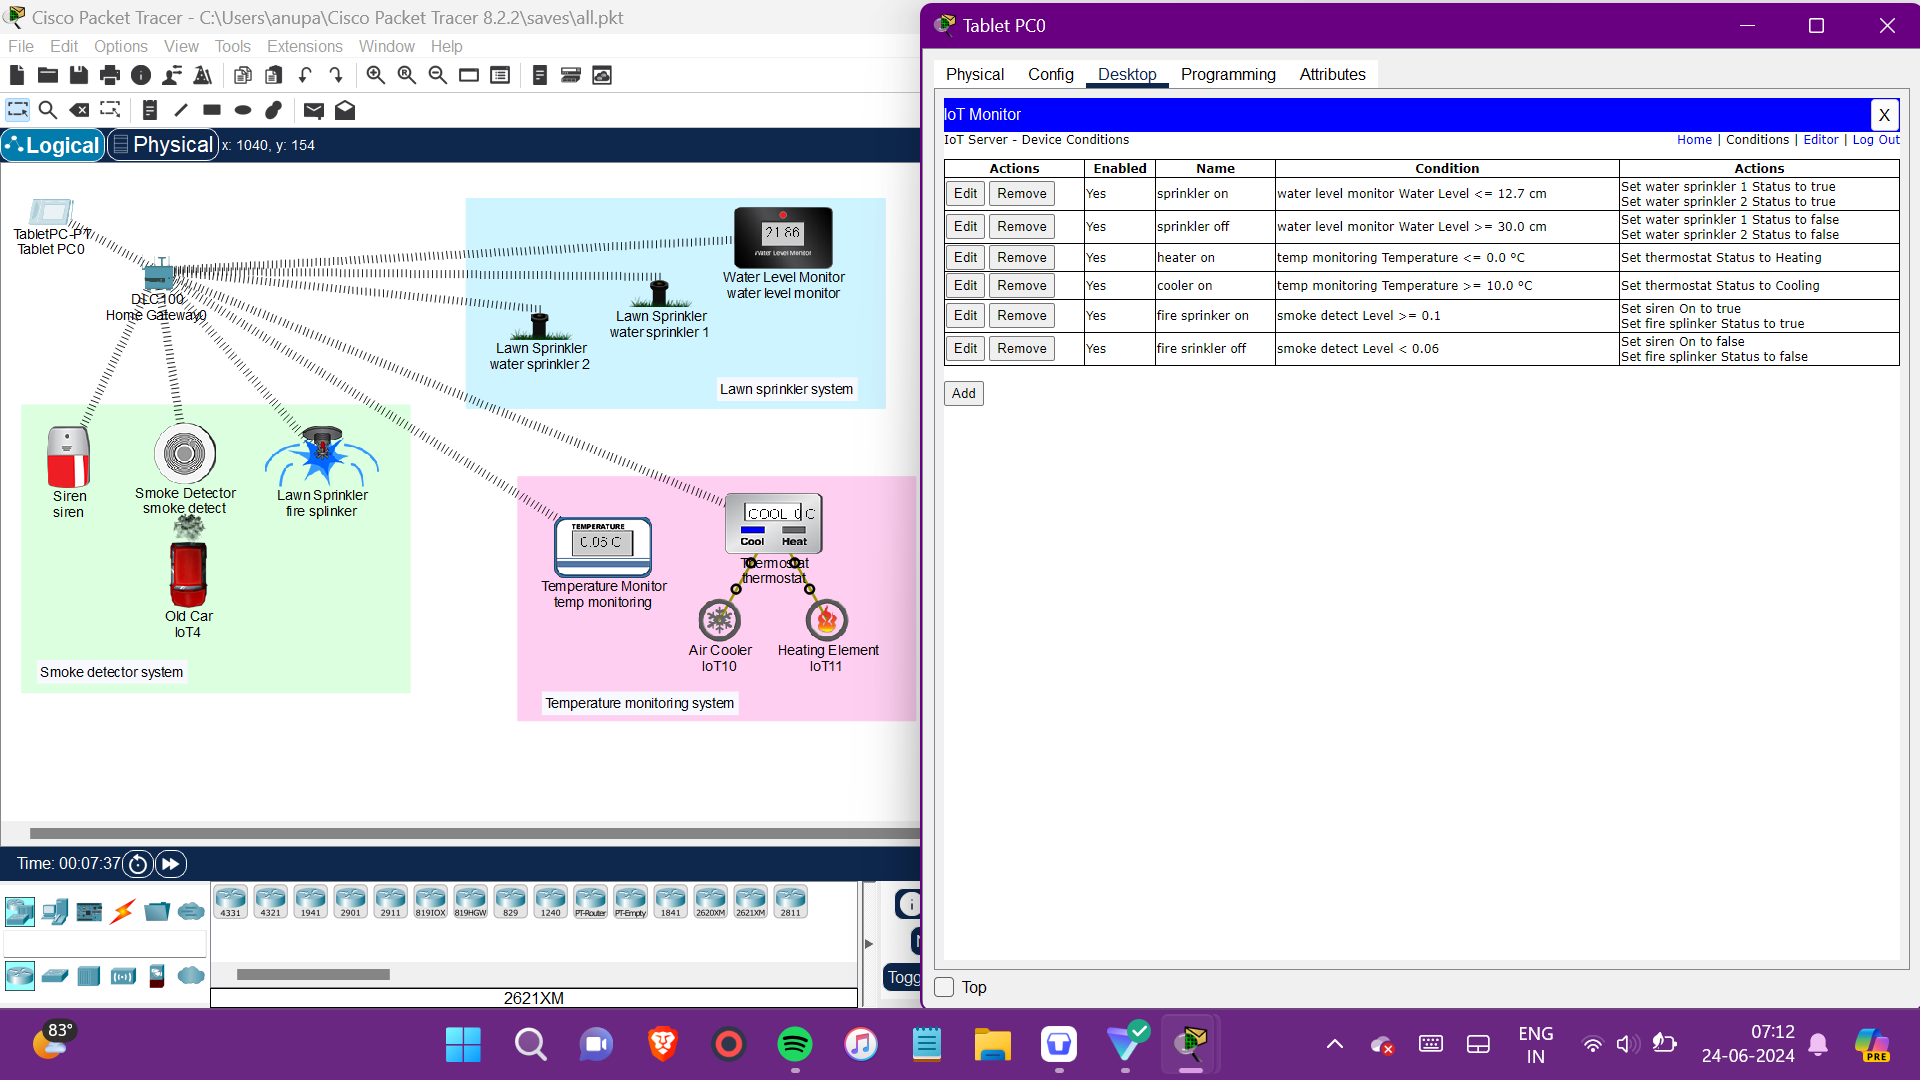 Cisco Packet Tracer - C:\Users\anupa\Cisco Packet Tracer 8.2.2\saves\all.pkt
File Edit Options View Tools Extensions Window Help
Logical Physical x: 1040, y: 154
TabletPC-PT
Tablet PC0
DLC100
Home Gateway0
21.86
Water Level Monitor
Water Level Monitor
water level monitor
Lawn Sprinkler
water sprinkler 1
Lawn Sprinkler
water sprinkler 2
Lawn sprinkler system
Siren
siren
Smoke Detector
smoke detect
Lawn Sprinkler
fire splinker
Old Car
IoT4
Smoke detector system
TEMPERATURE
0.05 C
Temperature Monitor
temp monitoring
COOL 0 C
Cool Heat
Thermostat
thermostat
Air Cooler
IoT10
Heating Element
IoT11
Temperature monitoring system
Time: 00:07:37
4331 4321 1941 2901 2911 819IOX 819HGW 829 1240 PT-Router PT-Empty 1841 2620XM 2621XM 2811
Togg
2621XM
Tablet PC0
Physical Config Desktop Programming Attributes
IoT Monitor X
IoT Server - Device Conditions Home | Conditions | Editor | Log Out
Actions Enabled Name Condition Actions
Edit Remove Yes sprinkler on water level monitor Water Level <= 12.7 cm Set water sprinkler 1 Status to true
Set water sprinkler 2 Status to true
Edit Remove Yes sprinkler off water level monitor Water Level >= 30.0 cm Set water sprinkler 1 Status to false
Set water sprinkler 2 Status to false
Edit Remove Yes heater on temp monitoring Temperature <= 0.0 °C Set thermostat Status to Heating
Edit Remove Yes cooler on temp monitoring Temperature >= 10.0 °C Set thermostat Status to Cooling
Edit Remove Yes fire sprinker on smoke detect Level >= 0.1 Set siren On to true
Set fire splinker Status to true
Edit Remove Yes fire srinkler off smoke detect Level < 0.06 Set siren On to false
Set fire splinker Status to false
Add
Top
83°
ENG
IN
07:12
24-06-2024
PRE